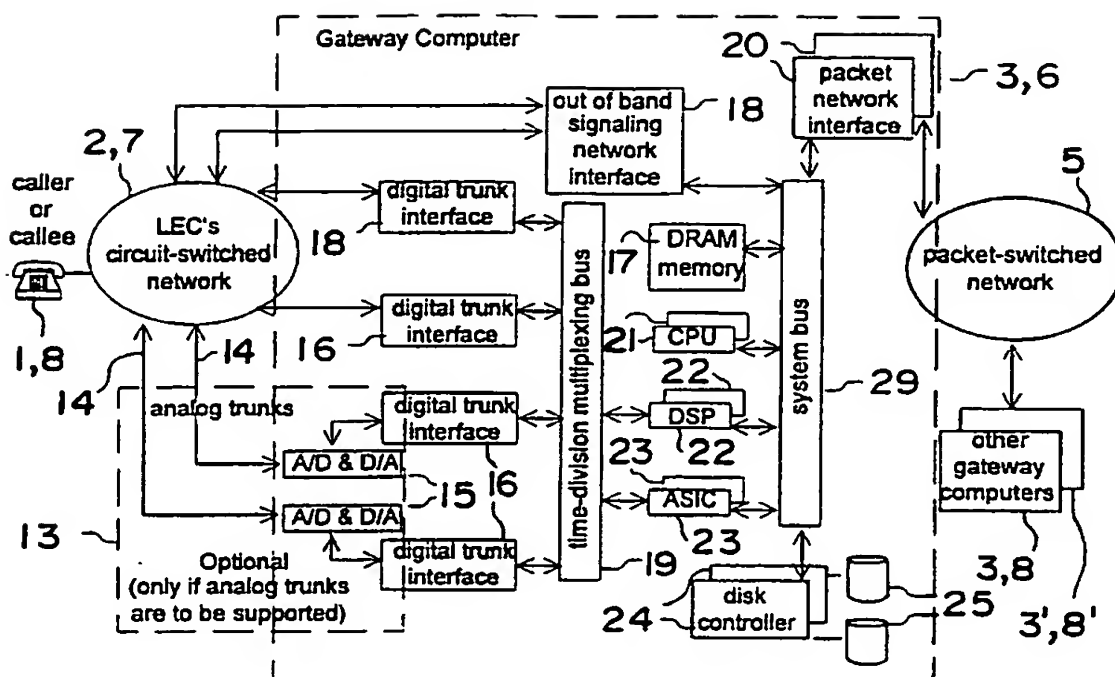 Gateway Computer
20
packet
network
interface
3,6
out of band
signaling
network
interface
18
2,7
caller
or
callee
LEC's
circuit-switched
network
1,8
digital trunk
interface
18
digital trunk
interface
16
14
14
analog trunks
digital trunk
interface
A/D & D/A
16
15
A/D & D/A
digital trunk
interface
13
Optional
(only if analog trunks
are to be supported)
time-division multiplexing bus
19
17
DRAM
memory
21
CPU
22
DSP
22
23
ASIC
23
system bus
29
24
disk
controller
25
5
packet-switched
network
other
gateway
computers
3,8
3',8'